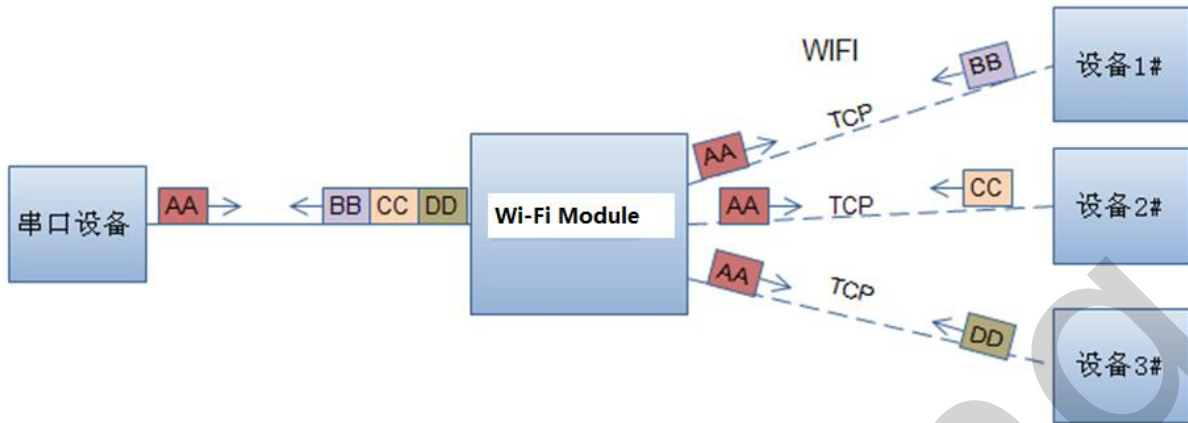 WIFI
BB
设备1#
TCP
AA
串口设备
AA
BB CC DD
Wi-Fi Module
AA
TCP
CC
设备2#
AA
TCP
DD
设备3#